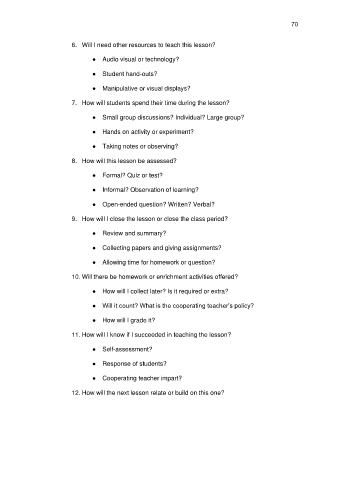 70
6. Will I need other resources to teach this lesson?
• Audio visual or technology?
• Student hand-outs?
• Manipulative or visual displays?
7. How will students spend their time during the lesson?
• Small group discussions? Individual? Large group?
• Hands on activity or experiment?
• Taking notes or observing?
8. How will this lesson be assessed?
• Formal? Quiz or test?
• Informal? Observation of learning?
• Open-ended question? Written? Verbal?
9. How will I close the lesson or close the class period?
• Review and summary?
• Collecting papers and giving assignments?
• Allowing time for homework or question?
10. Will there be homework or enrichment activities offered?
• How will I collect later? Is it required or extra?
• Will it count? What is the cooperating teacher's policy?
• How will I grade it?
11. How will I know if I succeeded in teaching the lesson?
• Self-assessment?
• Response of students?
• Cooperating teacher impart?
12. How will the next lesson relate or build on this one?